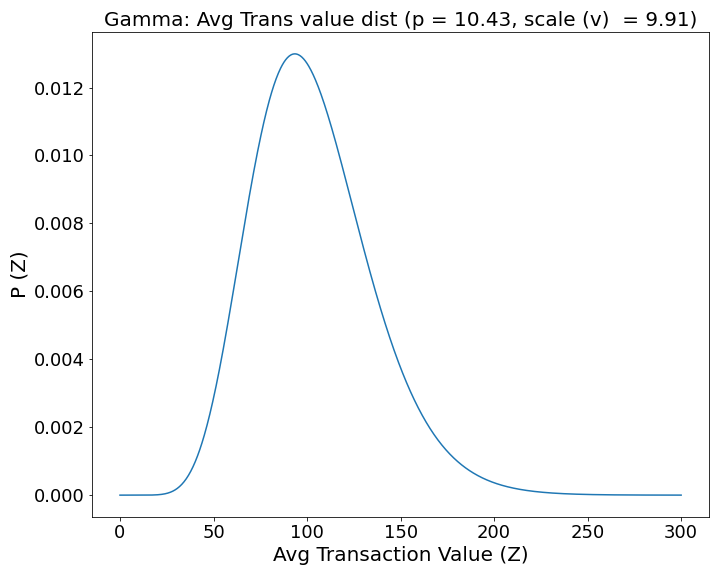 Gamma: Avg Trans value dist (p = 10.43, scale (v)  = 9.91)
P (Z)
0.012
0.010
0.008
0.006
0.004
0.002
0.000
0 50 100 150 200 250 300
Avg Transaction Value (Z)